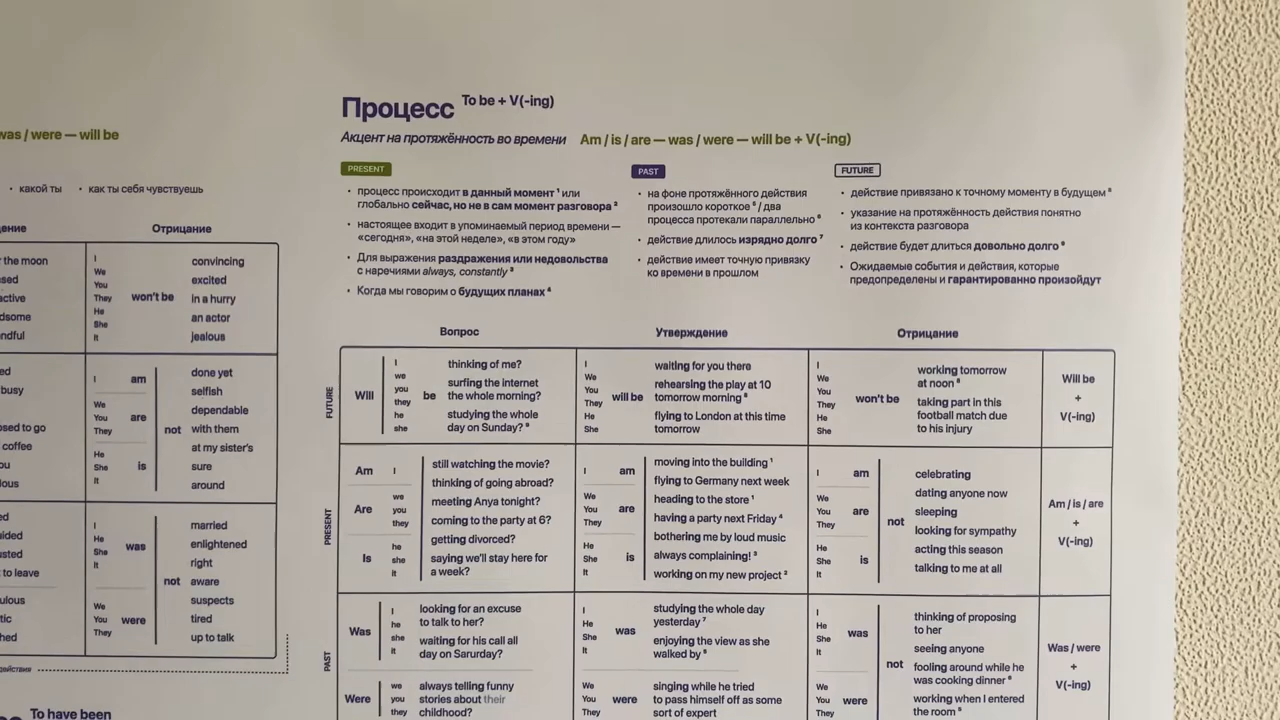 was / were — will be
• какой ты • как ты себя чувствуешь
Отрицание
the moon
I We You They He She It
won't be
convincing
excited
in a hurry
an actor
jealous
busy
to go
coffee
I am
We You They are
He She It is
not
done yet
selfish
dependable
with them
at my sister's
sure
around
to leave
I He She It was
We You They were
not
married
enlightened
right
aware
suspects
tired
up to talk
действия
To have been
Процесс To be + V(-ing)
Акцент на протяжённость во времени Am / is / are — was / were — will be + V(-ing)
PRESENT
• процесс происходит в данный момент ¹ или
глобально сейчас, но не в сам момент разговора ²
• настоящее входит в упоминаемый период времени —
«сегодня», «на этой неделе», «в этом году»
• Для выражения раздражения или недовольства
с наречиями always, constantly ³
• Когда мы говорим о будущих планах ⁴
PAST
• на фоне протяжённого действия
произошло короткое ⁵ / два
процесса протекали параллельно ⁶
• действие длилось изрядно долго ⁷
• действие имеет точную привязку
ко времени в прошлом
FUTURE
• действие привязано к точному моменту в будущем ⁸
• указание на протяжённость действия понятно
из контекста разговора
• действие будет длиться довольно долго ⁹
• Ожидаемые события и действия, которые
предопределены и гарантированно произойдут
Вопрос Утверждение Отрицание
FUTURE
Will
I
we
you
they
he
she
be
thinking of me?
surfing the internet
the whole morning?
studying the whole
day on Sunday? ⁹
I
We
You
They
He
She
will be
waiting for you there
rehearsing the play at 10
tomorrow morning ⁸
flying to London at this time
tomorrow
I
We
You
They
He
She
won't be
working tomorrow
at noon ⁸
taking part in this
football match due
to his injury
Will be
+
V(-ing)
PRESENT
Am I
Are
we
you
they
Is
he
she
it
still watching the movie?
thinking of going abroad?
meeting Anya tonight?
coming to the party at 6?
getting divorced?
saying we'll stay here for
a week?
I am
We
You
They
are
He
She
It
is
moving into the building ¹
flying to Germany next week
heading to the store ¹
having a party next Friday ⁴
bothering me by loud music
always complaining! ³
working on my new project ²
I am
We
You
They
are
He
She
It
is
not
celebrating
dating anyone now
sleeping
looking for sympathy
acting this season
talking to me at all
Am / is / are
+
V(-ing)
PAST
Was
I
he
she
it
looking for an excuse
to talk to her?
waiting for his call all
day on Sarurday?
Were
we
you
they
always telling funny
stories about their
childhood?
I
He
She
It
was
studying the whole day
yesterday ⁷
enjoying the view as she
walked by ⁵
We
You
They
were
singing while he tried
to pass himself off as some
sort of expert
I
He
She
It
was
We
You
They
were
not
thinking of proposing
to her
seeing anyone
fooling around while he
was cooking dinner ⁶
working when I entered
the room ⁵
Was / were
+
V(-ing)